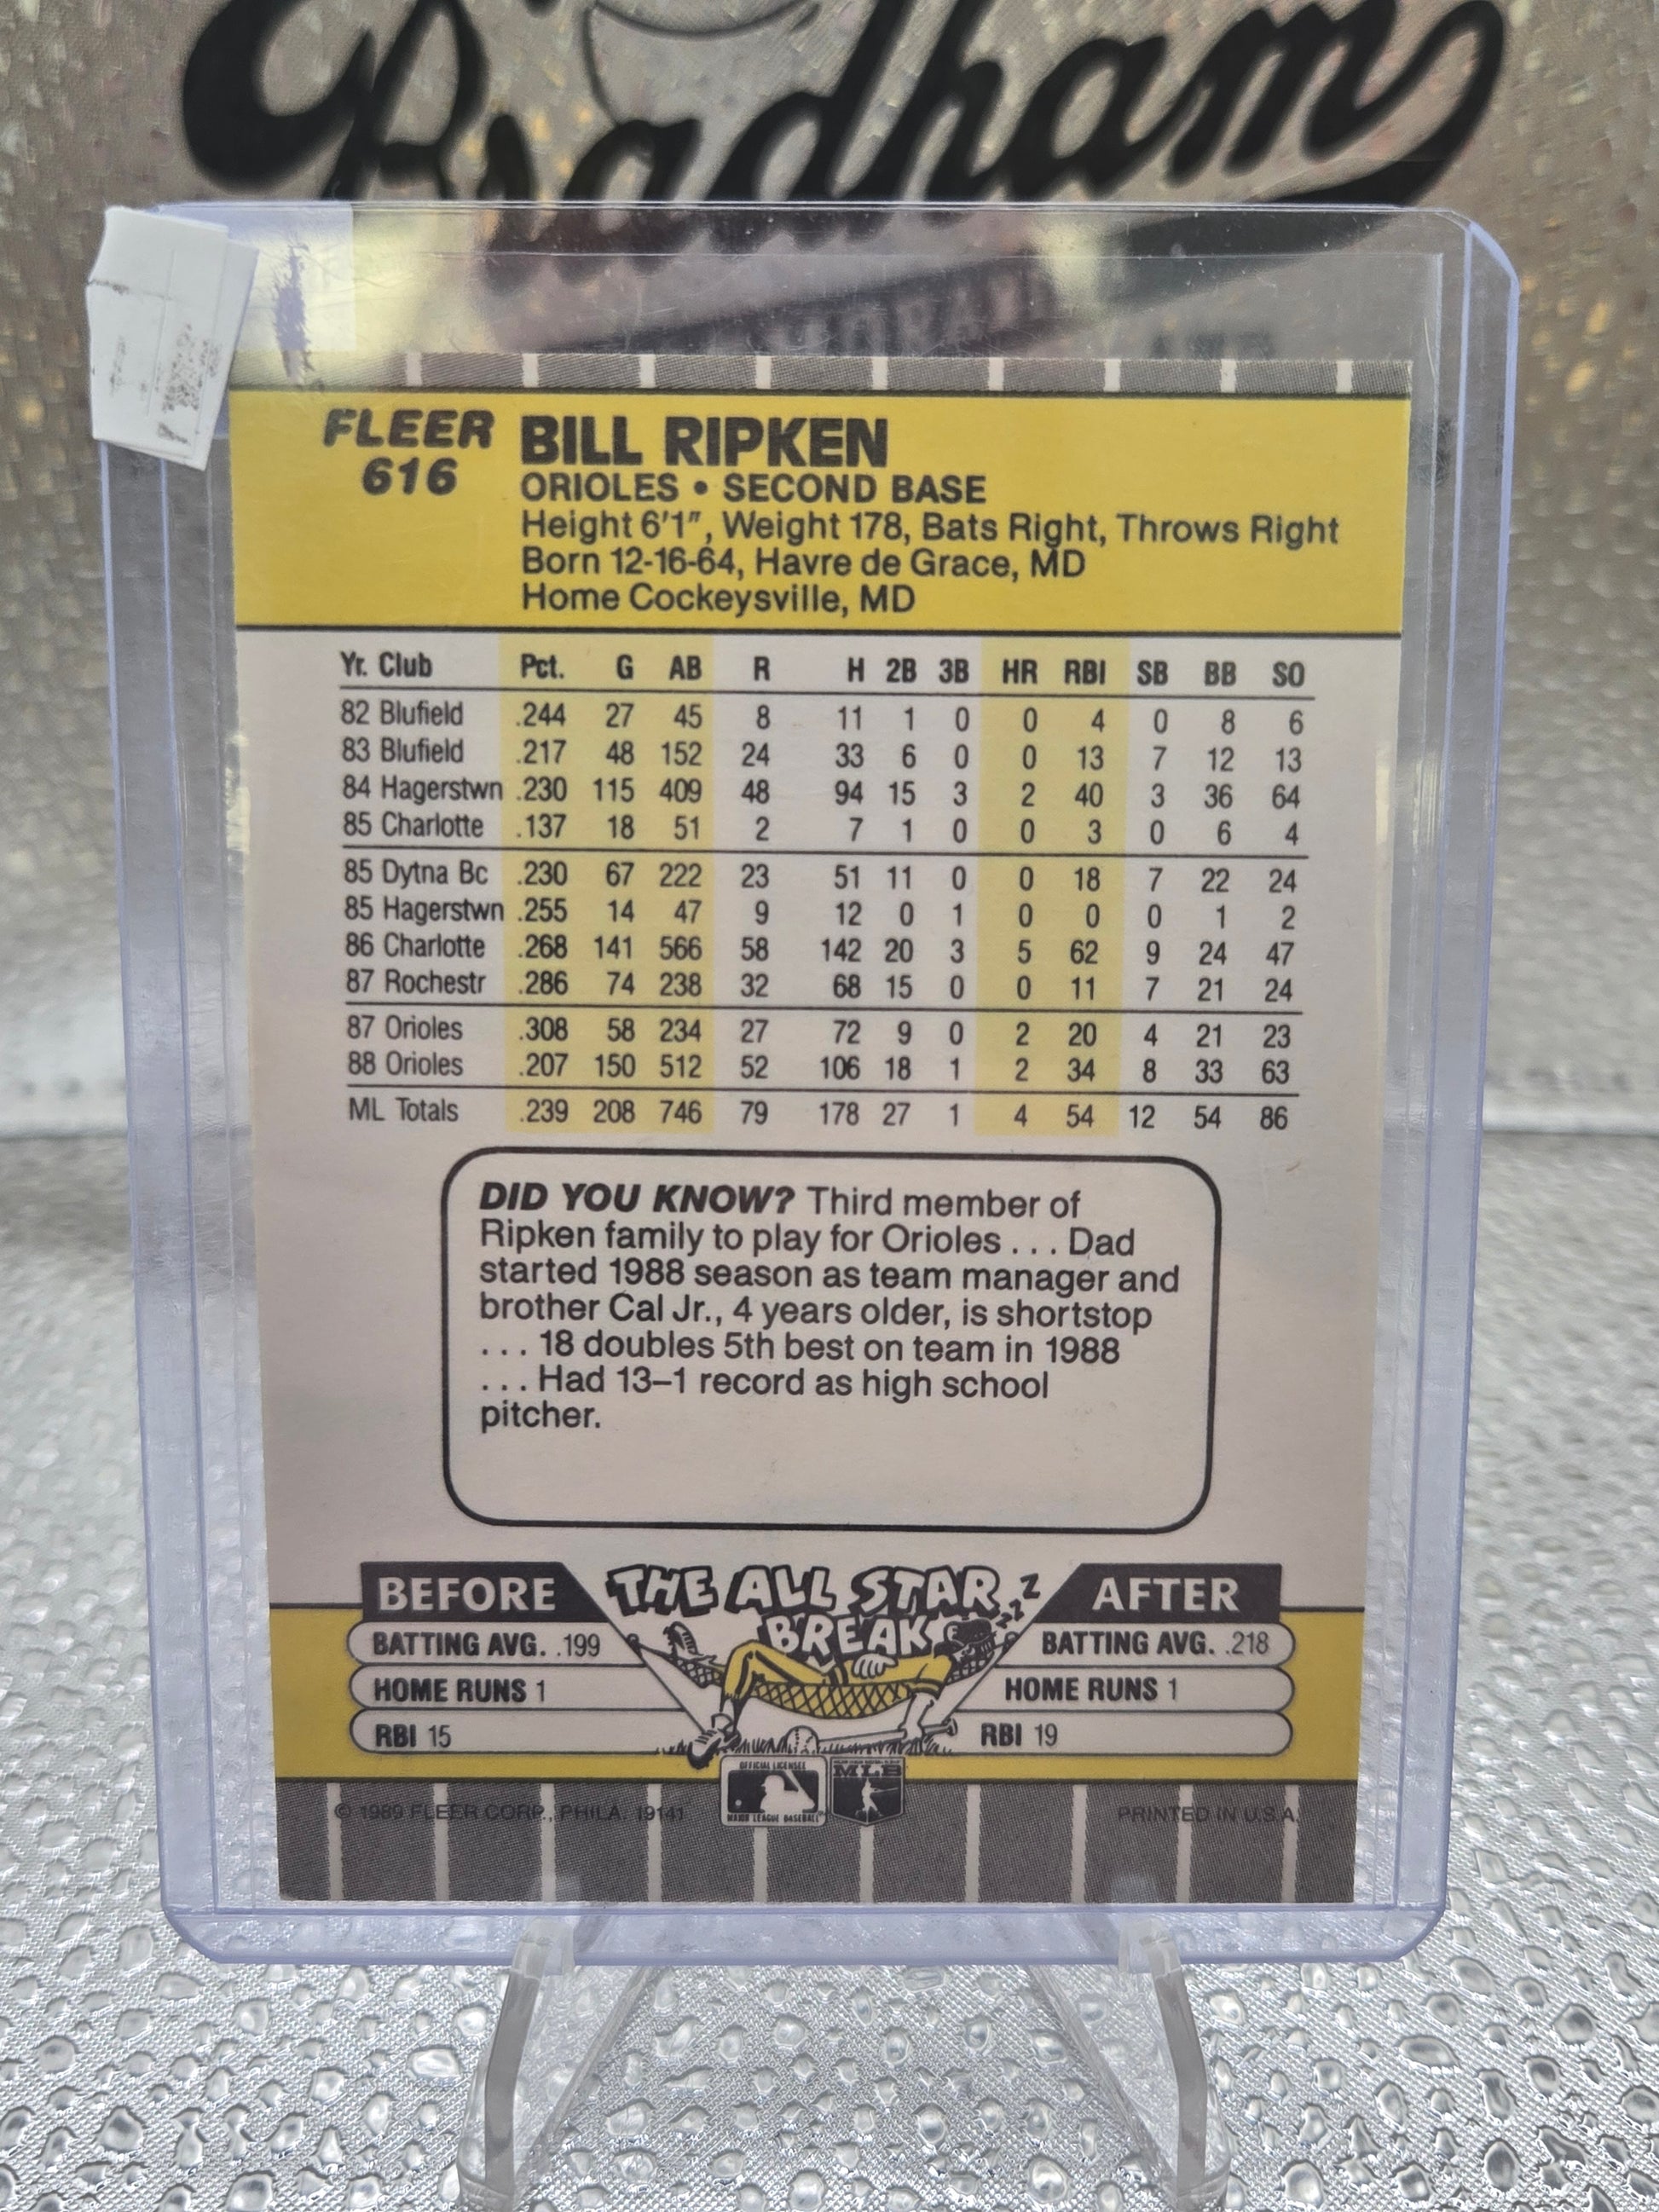 Bradham
FLEER
616
BILL RIPKEN
ORIOLES • SECOND BASE
Height 6'1", Weight 178, Bats Right, Throws Right
Born 12-16-64, Havre de Grace, MD
Home Cockeysville, MD
Yr. Club Pct. G AB R H 2B 3B HR RBI SB BB SO
82 Blufield .244 27 45 8 11 1 0 0 4 0 8 6
83 Blufield .217 48 152 24 33 6 0 0 13 7 12 13
84 Hagerstwn .230 115 409 48 94 15 3 2 40 3 36 64
85 Charlotte .137 18 51 2 7 1 0 0 3 0 6 4
85 Dytna Bc .230 67 222 23 51 11 0 0 18 7 22 24
85 Hagerstwn .255 14 47 9 12 0 1 0 0 0 1 2
86 Charlotte .268 141 566 58 142 20 3 5 62 9 24 47
87 Rochestr .286 74 238 32 68 15 0 0 11 7 21 24
87 Orioles .308 58 234 27 72 9 0 2 20 4 21 23
88 Orioles .207 150 512 52 106 18 1 2 34 8 33 63
ML Totals .239 208 746 79 178 27 1 4 54 12 54 86
DID YOU KNOW? Third member of
Ripken family to play for Orioles . . . Dad
started 1988 season as team manager and
brother Cal Jr., 4 years older, is shortstop
. . . 18 doubles 5th best on team in 1988
. . . Had 13–1 record as high school
pitcher.
THE ALL STAR
BREAK
zzzz
BEFORE
BATTING AVG. .199
HOME RUNS 1
RBI 15
AFTER
BATTING AVG. .218
HOME RUNS 1
RBI 19
OFFICIAL LICENSEE
MAJOR LEAGUE BASEBALL
MLB
© 1989 FLEER CORP., PHILA. 19141
PRINTED IN U.S.A.